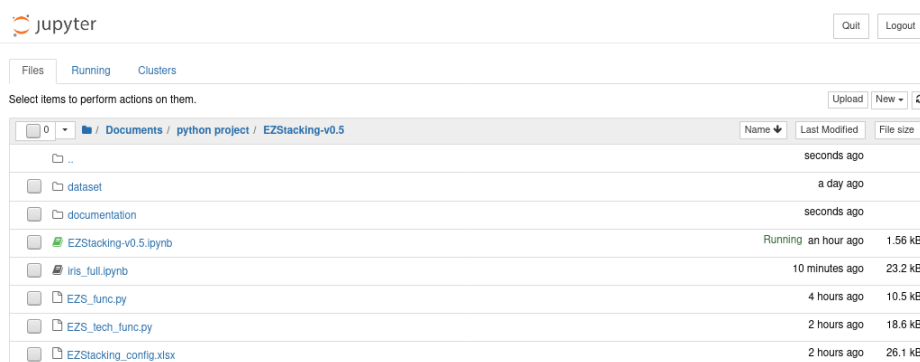 jupyter Quit Logout
Files Running Clusters
Select items to perform actions on them. Upload New
0 / Documents / python project / EZStacking-v0.5 Name Last Modified File size
.. seconds ago
dataset a day ago
documentation seconds ago
EZStacking-v0.5.ipynb Running an hour ago 1.56 kB
iris_full.ipynb 10 minutes ago 23.2 kB
EZS_func.py 4 hours ago 10.5 kB
EZS_tech_func.py 2 hours ago 18.6 kB
EZStacking_config.xlsx 2 hours ago 26.1 kB